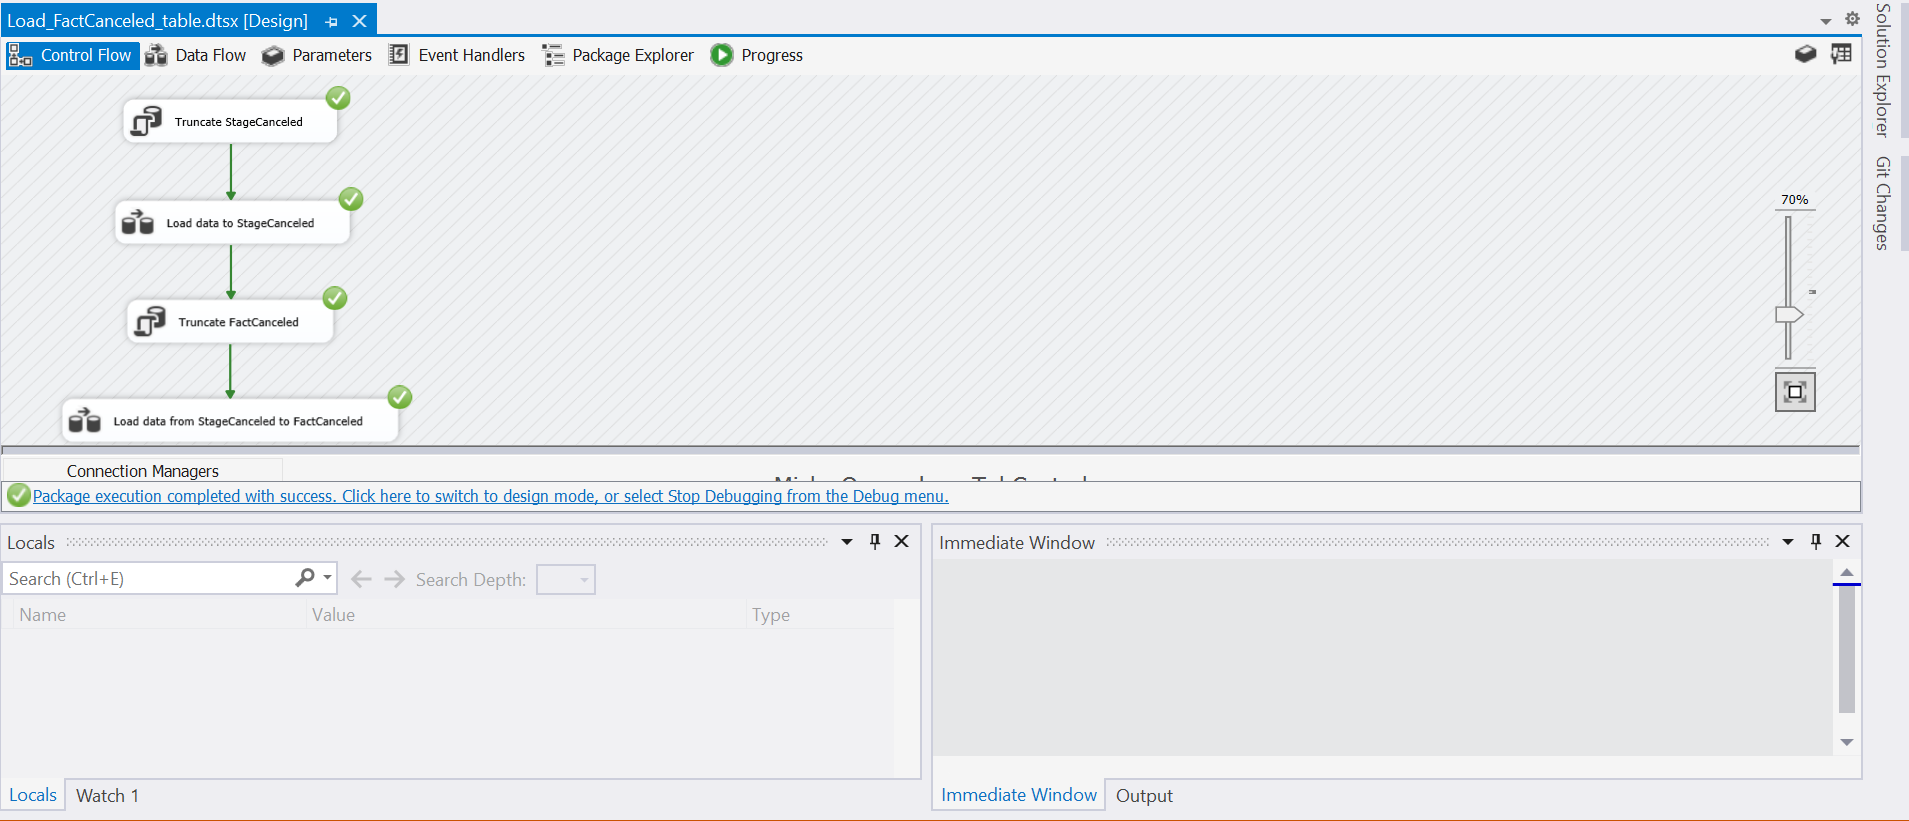 Load_FactCanceled_table.dtsx [Design]
Control Flow
Data Flow
Parameters
Event Handlers
Package Explorer
Progress
Solution Explorer
Git Changes
Truncate StageCanceled
Load data to StageCanceled
Truncate FactCanceled
Load data from StageCanceled to FactCanceled
70%
Connection Managers
Package execution completed with success. Click here to switch to design mode, or select Stop Debugging from the Debug menu.
Locals
Search (Ctrl+E)
Search Depth:
Name Value Type
Locals Watch 1
Immediate Window
Immediate Window Output